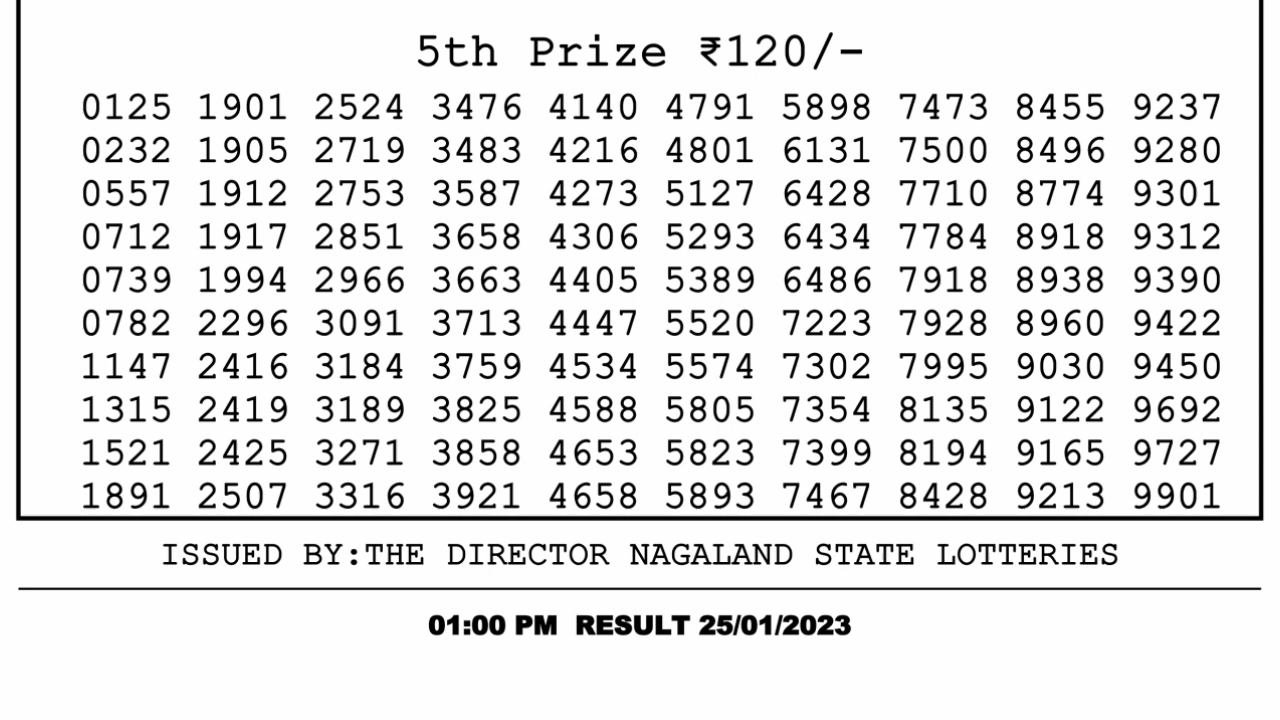 5th Prize ₹120/-
0125 1901 2524 3476 4140 4791 5898 7473 8455 9237
0232 1905 2719 3483 4216 4801 6131 7500 8496 9280
0557 1912 2753 3587 4273 5127 6428 7710 8774 9301
0712 1917 2851 3658 4306 5293 6434 7784 8918 9312
0739 1994 2966 3663 4405 5389 6486 7918 8938 9390
0782 2296 3091 3713 4447 5520 7223 7928 8960 9422
1147 2416 3184 3759 4534 5574 7302 7995 9030 9450
1315 2419 3189 3825 4588 5805 7354 8135 9122 9692
1521 2425 3271 3858 4653 5823 7399 8194 9165 9727
1891 2507 3316 3921 4658 5893 7467 8428 9213 9901
ISSUED BY:THE DIRECTOR NAGALAND STATE LOTTERIES
01:00 PM RESULT 25/01/2023